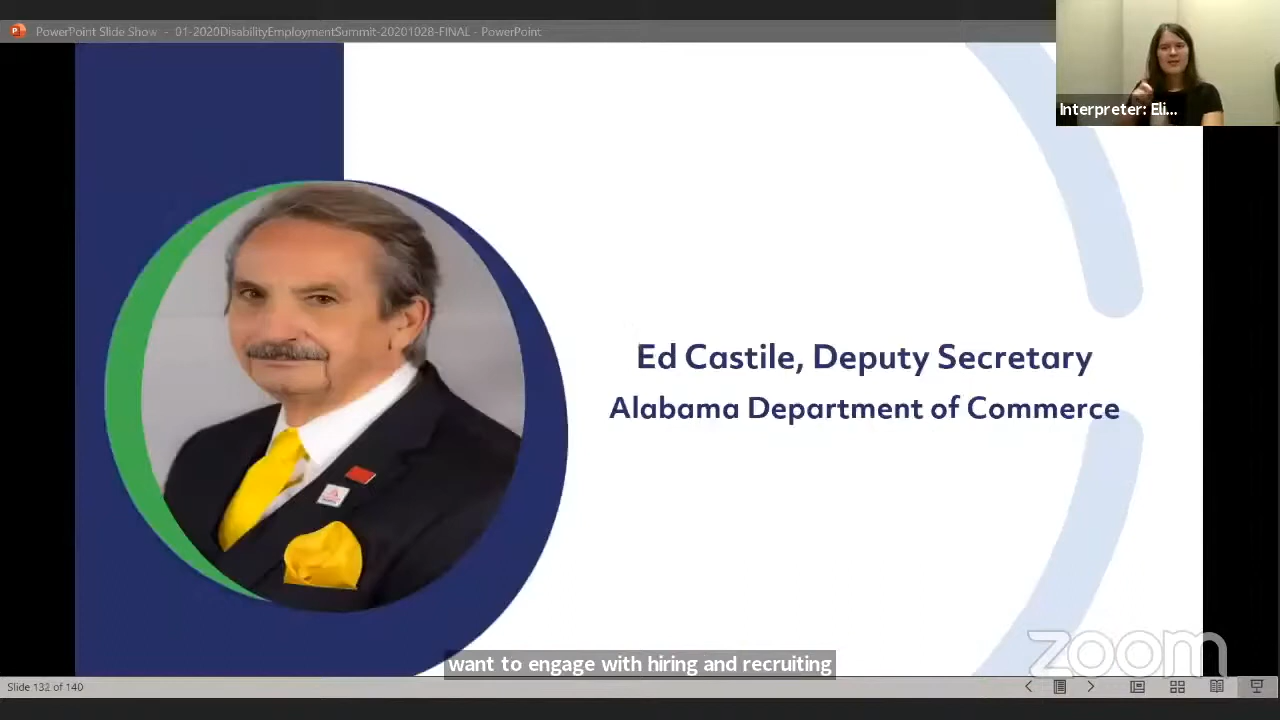 PowerPoint Slide Show - 01-2020DisabilityEmploymentSummit-20201028-FINAL - PowerPoint
Interpreter: Eli...
Ed Castile, Deputy Secretary
Alabama Department of Commerce
want to engage with hiring and recruiting
zoom
Slide 132 of 140